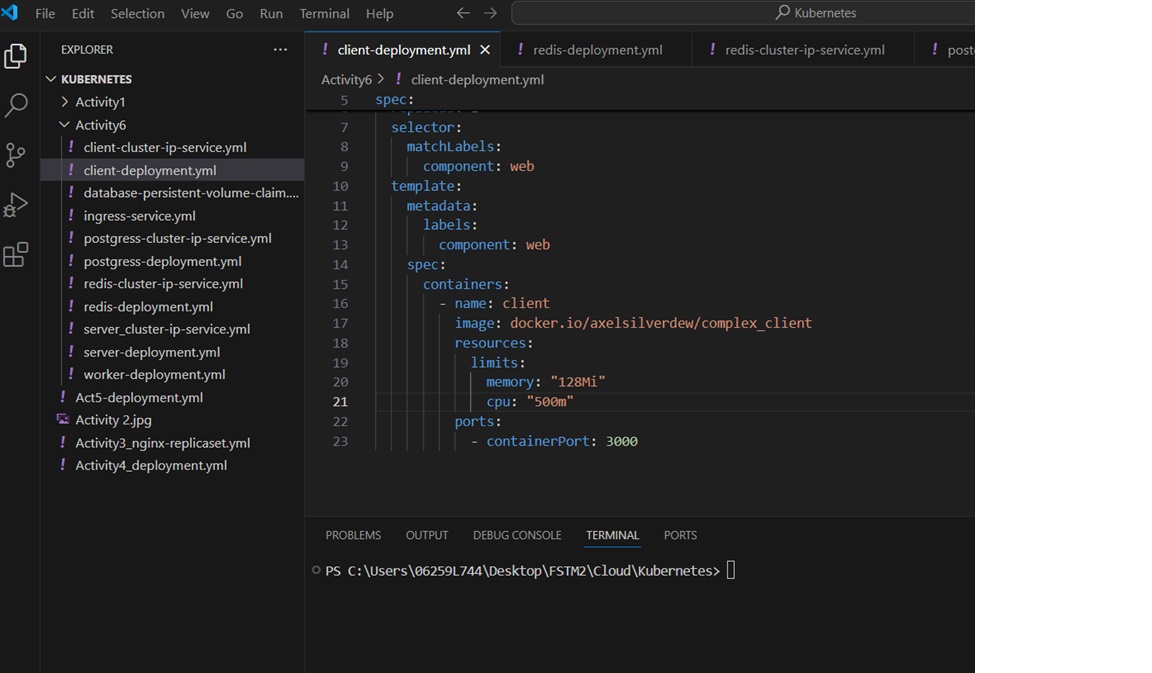 File Edit Selection View Go Run Terminal Help
Kubernetes
EXPLORER
KUBERNETES
Activity1
Activity6
client-cluster-ip-service.yml
client-deployment.yml
database-persistent-volume-claim....
ingress-service.yml
postgress-cluster-ip-service.yml
postgress-deployment.yml
redis-cluster-ip-service.yml
redis-deployment.yml
server_cluster-ip-service.yml
server-deployment.yml
worker-deployment.yml
Act5-deployment.yml
Activity 2.jpg
Activity3_nginx-replicaset.yml
Activity4_deployment.yml
client-deployment.yml redis-deployment.yml redis-cluster-ip-service.yml post
Activity6 > client-deployment.yml
5 spec:
7 selector:
8 matchLabels:
9 component: web
10 template:
11 metadata:
12 labels:
13 component: web
14 spec:
15 containers:
16 - name: client
17 image: docker.io/axelsilverdew/complex_client
18 resources:
19 limits:
20 memory: "128Mi"
21 cpu: "500m"
22 ports:
23 - containerPort: 3000
PROBLEMS OUTPUT DEBUG CONSOLE TERMINAL PORTS
PS C:\Users\06259L744\Desktop\FSTM2\Cloud\Kubernetes>